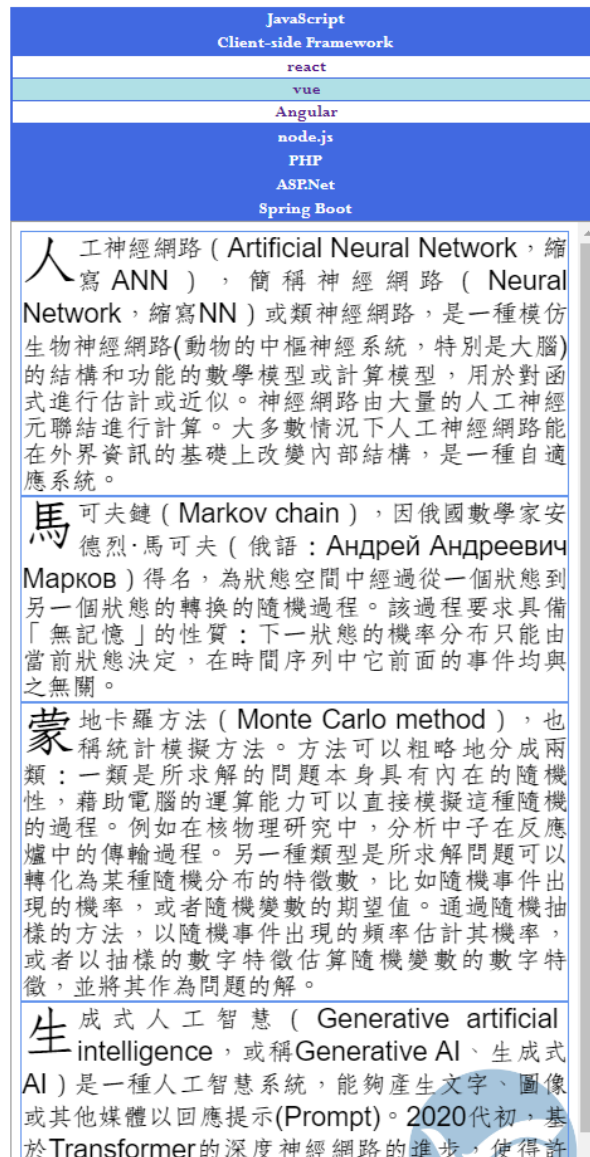 JavaScript
Client-side Framework
react
vue
Angular
node.js
PHP
ASP.Net
Spring Boot
人工神經網路（Artificial Neural Network，縮
寫 ANN ），簡稱神經網路（ Neural
Network，縮寫NN）或類神經網路，是一種模仿
生物神經網路(動物的中樞神經系統，特別是大腦)
的結構和功能的數學模型或計算模型，用於對函
式進行估計或近似。神經網路由大量的人工神經
元聯結進行計算。大多數情況下人工神經網路能
在外界資訊的基礎上改變內部結構，是一種自適
應系統。
馬可夫鏈（Markov chain），因俄國數學家安
德烈·馬可夫（俄語：Андрей Андреевич
Марков）得名，為狀態空間中經過從一個狀態到
另一個狀態的轉換的隨機過程。該過程要求具備
「無記憶」的性質：下一狀態的機率分布只能由
當前狀態決定，在時間序列中它前面的事件均與
之無關。
蒙地卡羅方法（Monte Carlo method），也
稱統計模擬方法。方法可以粗略地分成兩
類：一類是所求解的問題本身具有內在的隨機
性，藉助電腦的運算能力可以直接模擬這種隨機
的過程。例如在核物理研究中，分析中子在反應
爐中的傳輸過程。另一種類型是所求解問題可以
轉化為某種隨機分布的特徵數，比如隨機事件出
現的機率，或者隨機變數的期望值。通過隨機抽
樣的方法，以隨機事件出現的頻率估計其機率，
或者以抽樣的數字特徵估算隨機變數的數字特
徵，並將其作為問題的解。
生成式人工智慧（ Generative artificial
intelligence，或稱Generative AI、生成式
AI）是一種人工智慧系統，能夠產生文字、圖像
或其他媒體以回應提示(Prompt)。2020代初，基
於Transformer的深度神經網路的進步，使得許